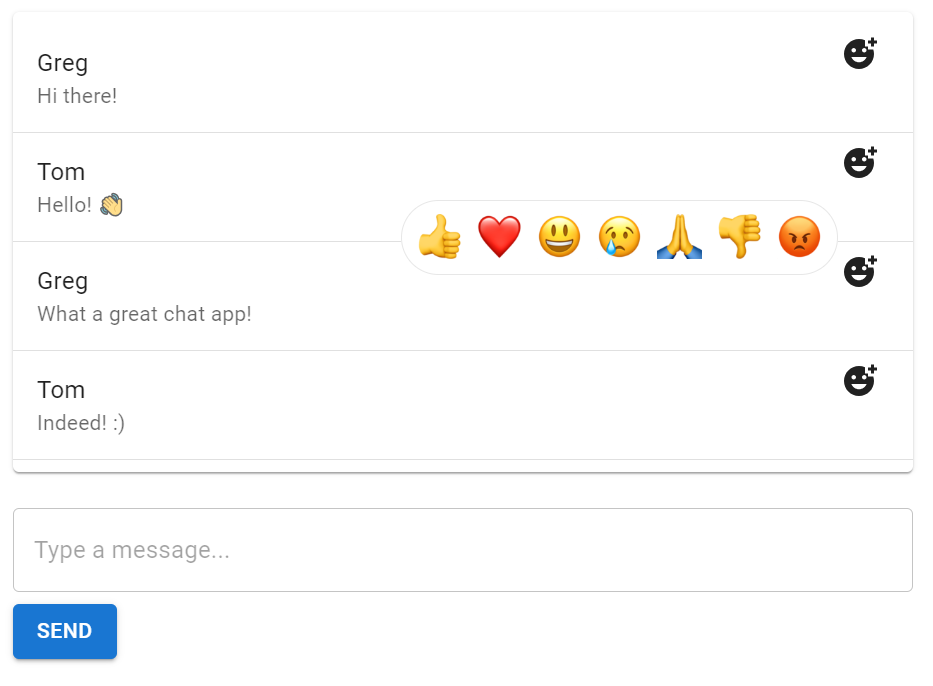 Greg
Hi there!
Tom
Hello! 👋
Greg
What a great chat app!
Tom
Indeed! :)
Type a message...
SEND